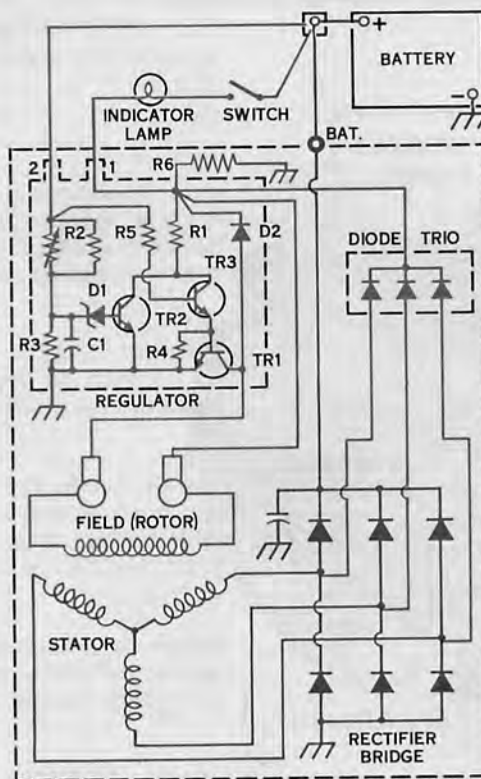 +
BATTERY
-
INDICATOR
LAMP
SWITCH
BAT.
2
1
R6
R2
R5
R1
D2
DIODE TRIO
D1
TR3
TR2
R3
C1
R4
TR1
REGULATOR
FIELD (ROTOR)
STATOR
RECTIFIER
BRIDGE